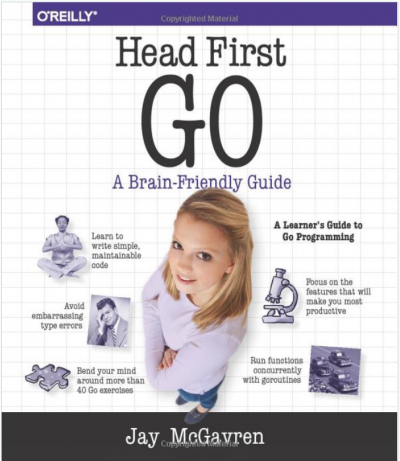 O'REILLY®
Copyrighted Material
Head First
GO
A Brain-Friendly Guide
Learn to
write simple,
maintainable
code
A Learner's Guide to
Go Programming
Avoid
embarrassing
type errors
Focus on the
features that will
make you most
productive
Bend your mind
around more than
40 Go exercises
Run functions
concurrently
with goroutines
Jay McGavren
Copyrighted Material